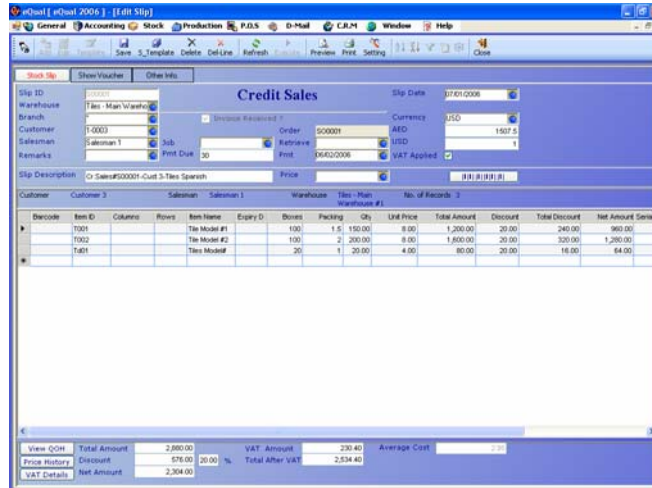 eQual [ eQual 2006 ] - [Edit Slip]
General Accounting Stock Production P.O.S D-Mail C.R.M Window Help
Add Edit Template Save S_Template Delete Del-Line Refresh Execute Preview Print Setting Close
Stock Slip Show Voucher Other Info.
Slip ID S00001 Credit Sales Slip Date 07/01/2006
Warehouse Tiles - Main Wareho
Branch * Invoice Received ? Currency USD
Customer 1-0003 Order SO0001 AED 1507.5
Salesman Salesman 1 Job Retrieve USD 1
Remarks Pmt Due 30 Pmt 06/02/2006 VAT Applied
Slip Description Cr.Sales#S00001-Cust 3-Tiles Spanish Price
Customer Customer 3 Salesman Salesman 1 Warehouse Tiles - Main Warehouse #1 No. of Records 3
Barcode Item ID Columns Rows Item Name Expiry D Boxes Packing Qty Unit Price Total Amount Discount Total Discount Net Amount Seria
T001 Tile Model #1 100 1.5 150.00 8.00 1,200.00 20.00 240.00 960.00
T002 Tile Model #2 100 2 200.00 8.00 1,600.00 20.00 320.00 1,280.00
Td01 Tiles Model# 20 1 20.00 4.00 80.00 20.00 16.00 64.00
View QOH Total Amount 2,880.00 VAT Amount 230.40 Average Cost
Price History Discount 576.00 20.00 % Total After VAT 2,534.40
VAT Details Net Amount 2,304.00